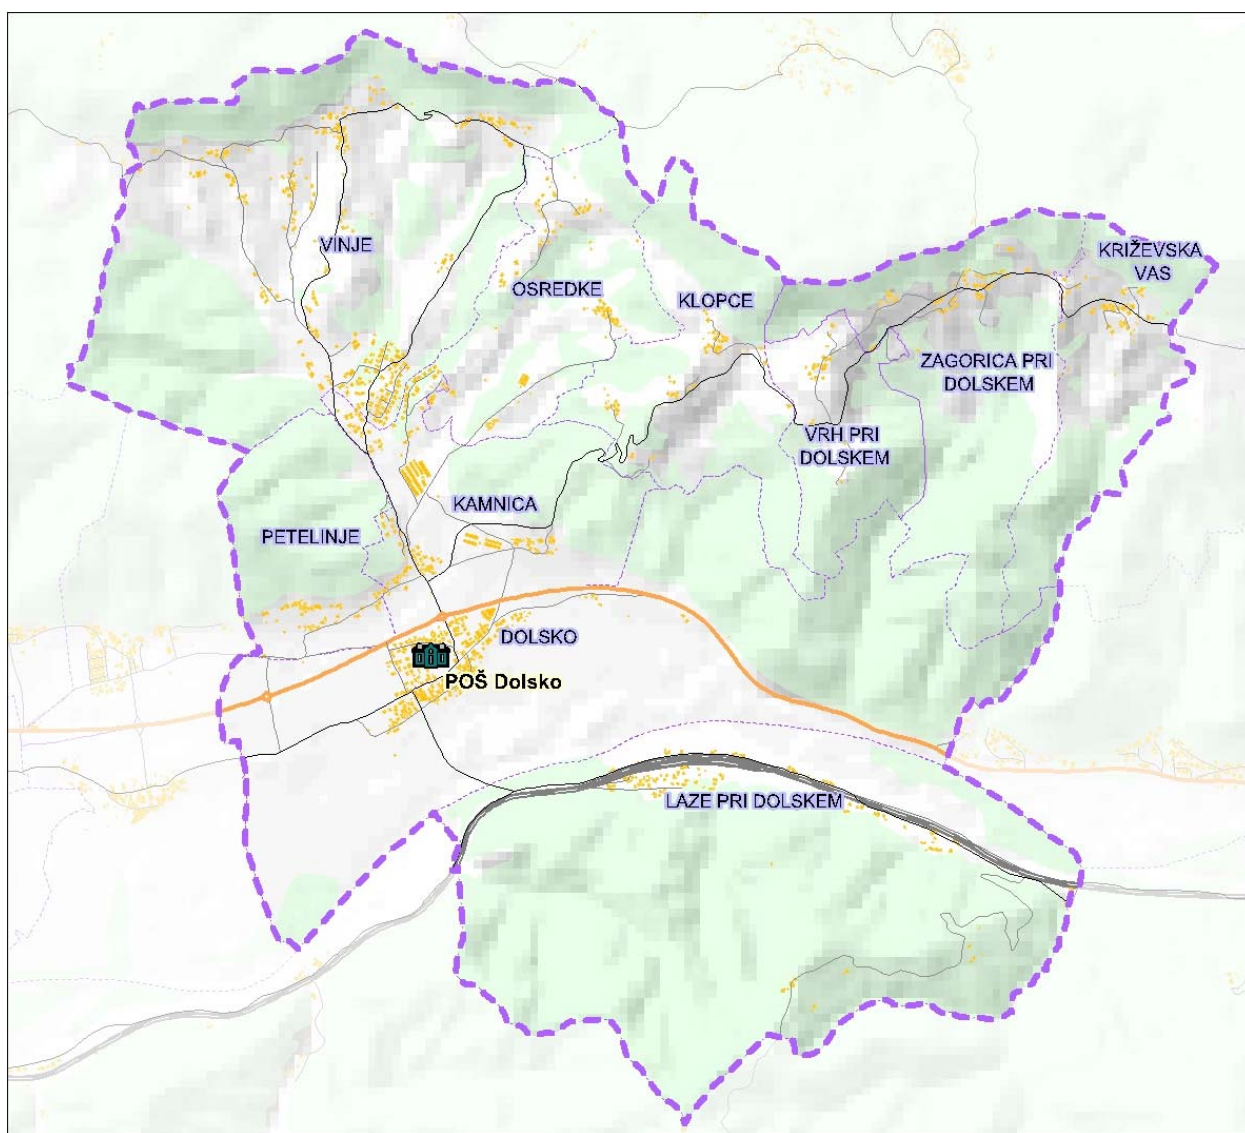 KRIŽEVSKA
VAS
VINJE
OSREDKE
KLOPCE
ZAGORICA PRI
DOLSKEM
VRH PRI
DOLSKEM
KAMNICA
PETELINJE
DOLSKO
POŠ Dolsko
LAZE PRI DOLSKEM